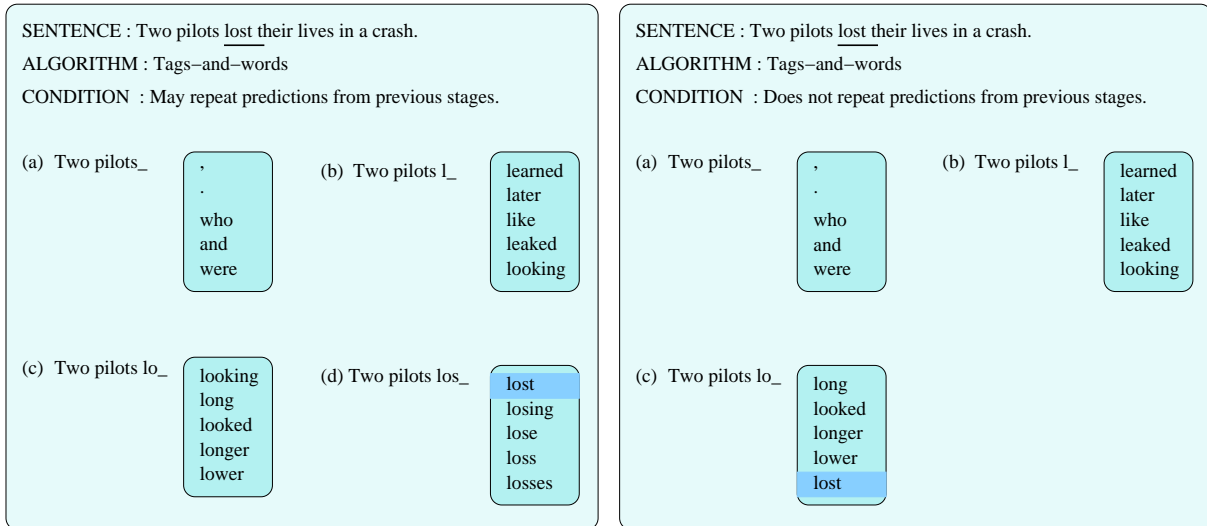 SENTENCE : Two pilots lost their lives in a crash.
ALGORITHM : Tags−and−words
CONDITION : May repeat predictions from previous stages.
(a) Two pilots_
,
.
who
and
were
(b) Two pilots l_
learned
later
like
leaked
looking
(c) Two pilots lo_
looking
long
looked
longer
lower
(d) Two pilots los_
lost
losing
lose
loss
losses
SENTENCE : Two pilots lost their lives in a crash.
ALGORITHM : Tags−and−words
CONDITION : Does not repeat predictions from previous stages.
(a) Two pilots_
,
.
who
and
were
(b) Two pilots l_
learned
later
like
leaked
looking
(c) Two pilots lo_
long
looked
longer
lower
lost